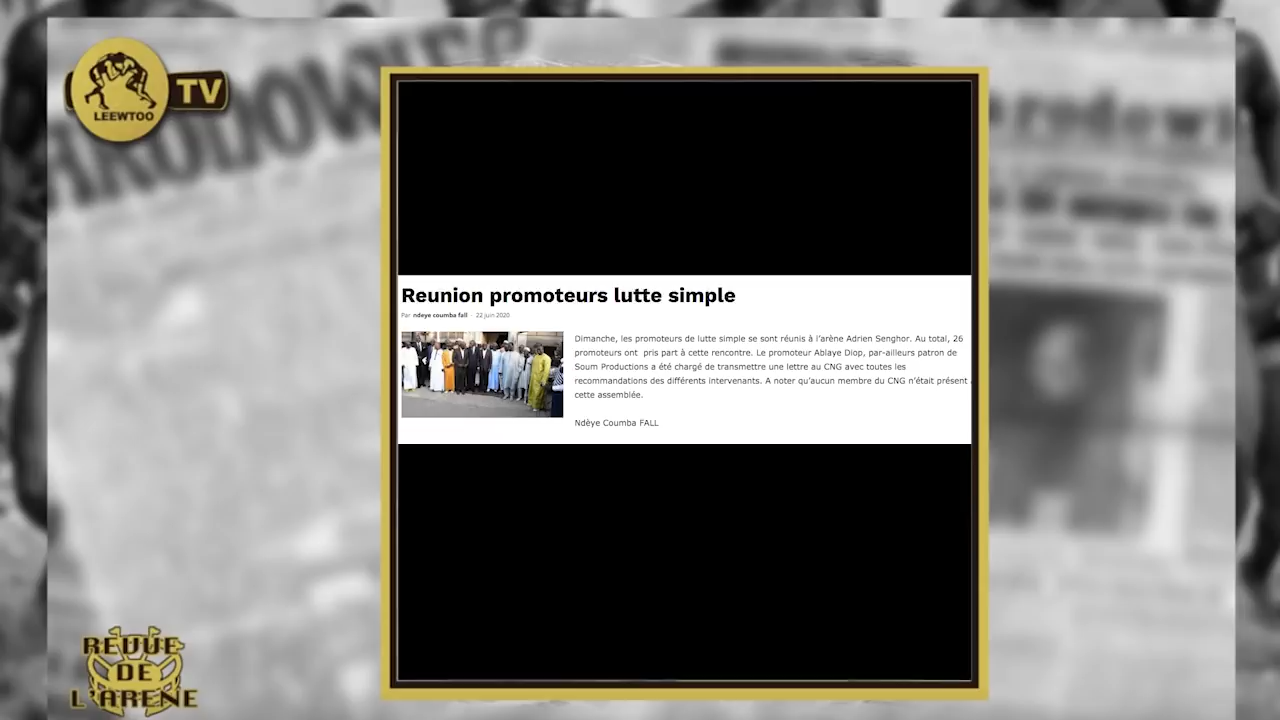 LEEWTOO
TV
Reunion promoteurs lutte simple
Par ndeye coumba fall - 22 juin 2020
Dimanche, les promoteurs de lutte simple se sont réunis à l'arène Adrien Senghor. Au total, 26
promoteurs ont pris part à cette rencontre. Le promoteur Ablaye Diop, par-ailleurs patron de
Soum Productions a été chargé de transmettre une lettre au CNG avec toutes les
recommandations des différents intervenants. A noter qu'aucun membre du CNG n'était présent
cette assemblée.
Ndèye Coumba FALL
REVUE
DE
L'ARENE